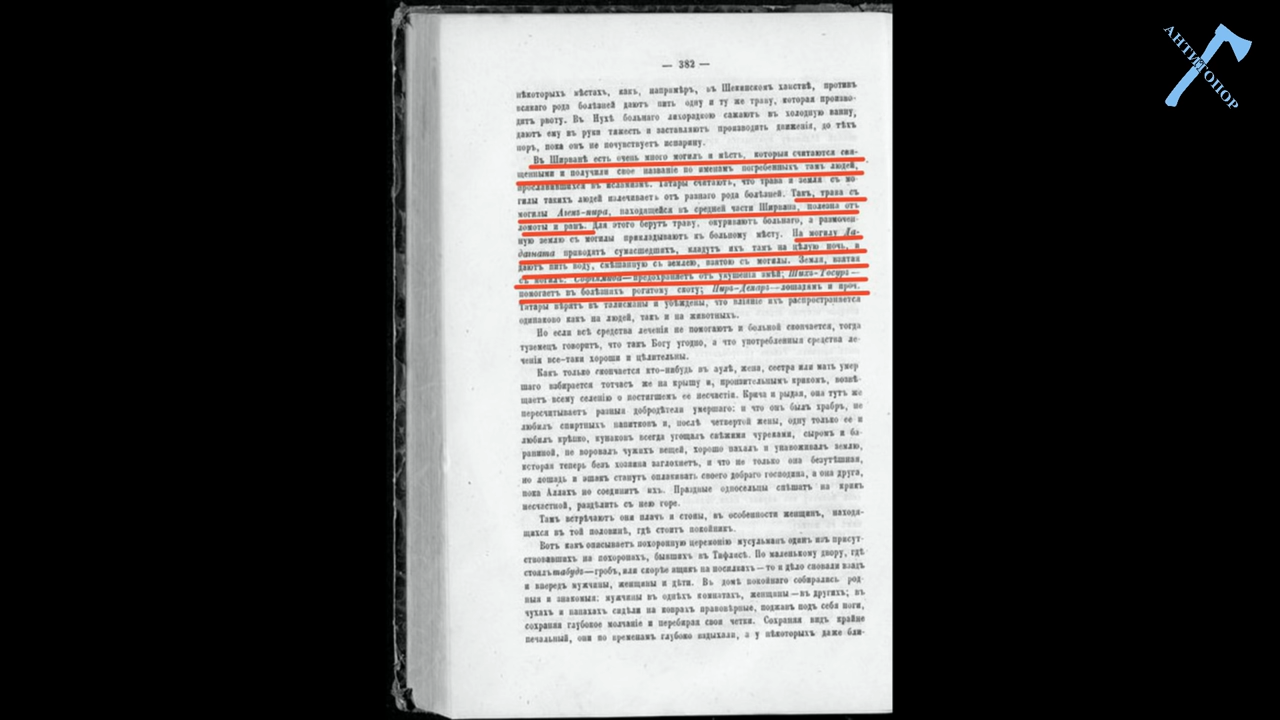 — 382 —
нѣкоторыхъ мѣстахъ, какъ, напримѣръ, въ Шекинскомъ ханствѣ, противъ
всякаго рода болѣзней даютъ пить одну и ту же траву, которая произво-
дитъ рвоту. Въ Нухѣ больнаго лихорадкою сажаютъ въ холодную ванну,
даютъ ему въ руки тяжесть и заставляютъ производить движенія, до тѣхъ
поръ, пока онъ не почувствуетъ испарину.
Въ Ширванѣ есть очень много могилъ и мѣстъ, которыя считаются свя-
щенными и получили свое названіе по именамъ погребенныхъ тамъ людей,
прославившихся въ исламизмѣ. Татары считаютъ, что трава и земля съ мо-
гилы такихъ людей излечиваетъ отъ разнаго рода болѣзней. Такъ, трава съ
могилы Азезъ-пира, находящейся въ средней части Ширвана, полезна отъ
ломоты и ранъ. Для этого берутъ траву, окуриваютъ больнаго, а размочен-
ную землю съ могилы прикладываютъ къ больному мѣсту. На могилу Да-
приводятъ сумасшедшихъ, кладутъ ихъ тамъ на цѣлую ночь, и
даютъ пить воду, смѣшанную съ землею, взятою съ могилы. Земля, взятая
съ могилъ: —предохраняетъ отъ укушенія змѣй; Шихъ-Госуръ—
помогаетъ въ болѣзняхъ рогатому скоту; Пиръ-Декяръ—лошадямъ и проч.
Татары вѣрятъ въ талисманы и убѣждены, что вліяніе ихъ распространяется
одинаково какъ на людей, такъ и на животныхъ.
Но если всѣ средства леченія не помогаютъ и больной скончается, тогда
туземецъ говоритъ, что такъ Богу угодно, а что употребленныя средства ле-
ченія все-таки хороши и цѣлительны.
Какъ только скончается кто-нибудь въ аулѣ, жена, сестра или мать умер
шаго взбирается тотчасъ же на крышу и, пронзительнымъ крикомъ, возвѣ-
щаетъ всему селенію о постигшемъ ее несчастіи. Крича и рыдая, она тутъ же
пересчитываетъ разныя добродѣтели умершаго: и что онъ былъ храбръ, не
любилъ спиртныхъ напитковъ и, послѣ четвертой жены, одну только ее и
любилъ крѣпко, кунаковъ всегда угощалъ свѣжими чуреками, сыромъ и ба-
раниной, не воровалъ чужихъ вещей, хорошо пахалъ и унавоживалъ землю,
которая теперь безъ хозяина заглохнетъ, и что не только она безутѣшная,
но лошадь и ишакъ станутъ оплакивать своего добраго господина, а она друга,
пока Аллахъ не соединитъ ихъ. Праздные односельцы спѣшатъ на крикъ
несчастной, раздѣлить съ нею горе.
Тамъ встрѣчаютъ они плачъ и стоны, въ особенности женщинъ, находя-
щихся въ той половинѣ, гдѣ стоитъ покойникъ.
Вотъ какъ описываетъ похоронную церемонію мусульманъ одинъ изъ присут-
ствовавшихъ на похоронахъ, бывшихъ въ Тифлисѣ. По маленькому двору, гдѣ
стоялъ табудъ—гробъ, или скорѣе ящикъ на носилкахъ—то и дѣло сновали взадъ
и впередъ мужчины, женщины и дѣти. Въ домѣ покойнаго собирались род-
ные и знакомые: мужчины въ однѣхъ комнатахъ, женщины—въ другихъ; въ
чухахъ и папахахъ сидѣли на коврахъ правовѣрные, поджавъ подъ себя ноги,
сохраняя глубокое молчаніе и перебирая свои четки. Сохраняя видъ крайне
печальный, они по временамъ глубоко вздыхали, а у нѣкоторыхъ даже бли-
АНТИТОПОР